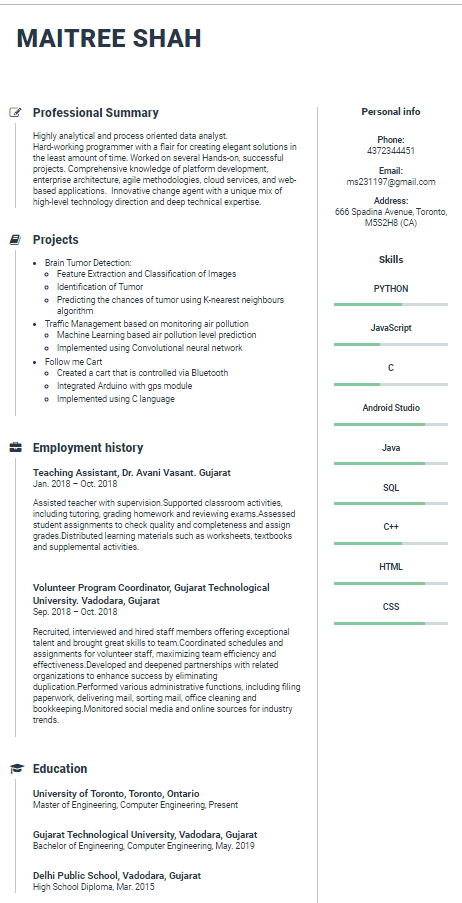 MAITREE SHAH
Professional Summary
Highly analytical and process oriented data analyst.
Hard-working programmer with a flair for creating elegant solutions in
the least amount of time. Worked on several Hands-on, successful
projects. Comprehensive knowledge of platform development,
enterprise architecture, agile methodologies, cloud services, and web-
based applications. Innovative change agent with a unique mix of
high-level technology direction and deep technical expertise.
Projects
Brain Tumor Detection:
Feature Extraction and Classification of Images
Identification of Tumor
Predicting the chances of tumor using K-nearest neighbours
algorithm
Traffic Management based on monitoring air pollution
Machine Learning based air pollution level prediction
Implemented using Convolutional neural network
Follow me Cart
Created a cart that is controlled via Bluetooth
Integrated Arduino with gps module
Implemented using C language
Employment history
Teaching Assistant, Dr. Avani Vasant. Gujarat
Jan. 2018 – Oct. 2018
Assisted teacher with supervision.Supported classroom activities,
including tutoring, grading homework and reviewing exams.Assessed
student assignments to check quality and completeness and assign
grades.Distributed learning materials such as worksheets, textbooks
and supplemental activities.
Volunteer Program Coordinator, Gujarat Technological
University. Vadodara, Gujarat
Sep. 2018 – Oct. 2018
Recruited, interviewed and hired staff members offering exceptional
talent and brought great skills to team.Coordinated schedules and
assignments for volunteer staff, maximizing team efficiency and
effectiveness.Developed and deepened partnerships with related
organizations to enhance success by eliminating
duplication.Performed various administrative functions, including filing
paperwork, delivering mail, sorting mail, office cleaning and
bookkeeping.Monitored social media and online sources for industry
trends.
Education
University of Toronto, Toronto, Ontario
Master of Engineering, Computer Engineering, Present
Gujarat Technological University, Vadodara, Gujarat
Bachelor of Engineering, Computer Engineering, May. 2019
Delhi Public School, Vadodara, Gujarat
High School Diploma, Mar. 2015
Personal info
Phone:
4372344451
Email:
ms231197@gmail.com
Address:
666 Spadina Avenue, Toronto,
M5S2H8 (CA)
Skills
PYTHON
JavaScript
C
Android Studio
Java
SQL
C++
HTML
CSS